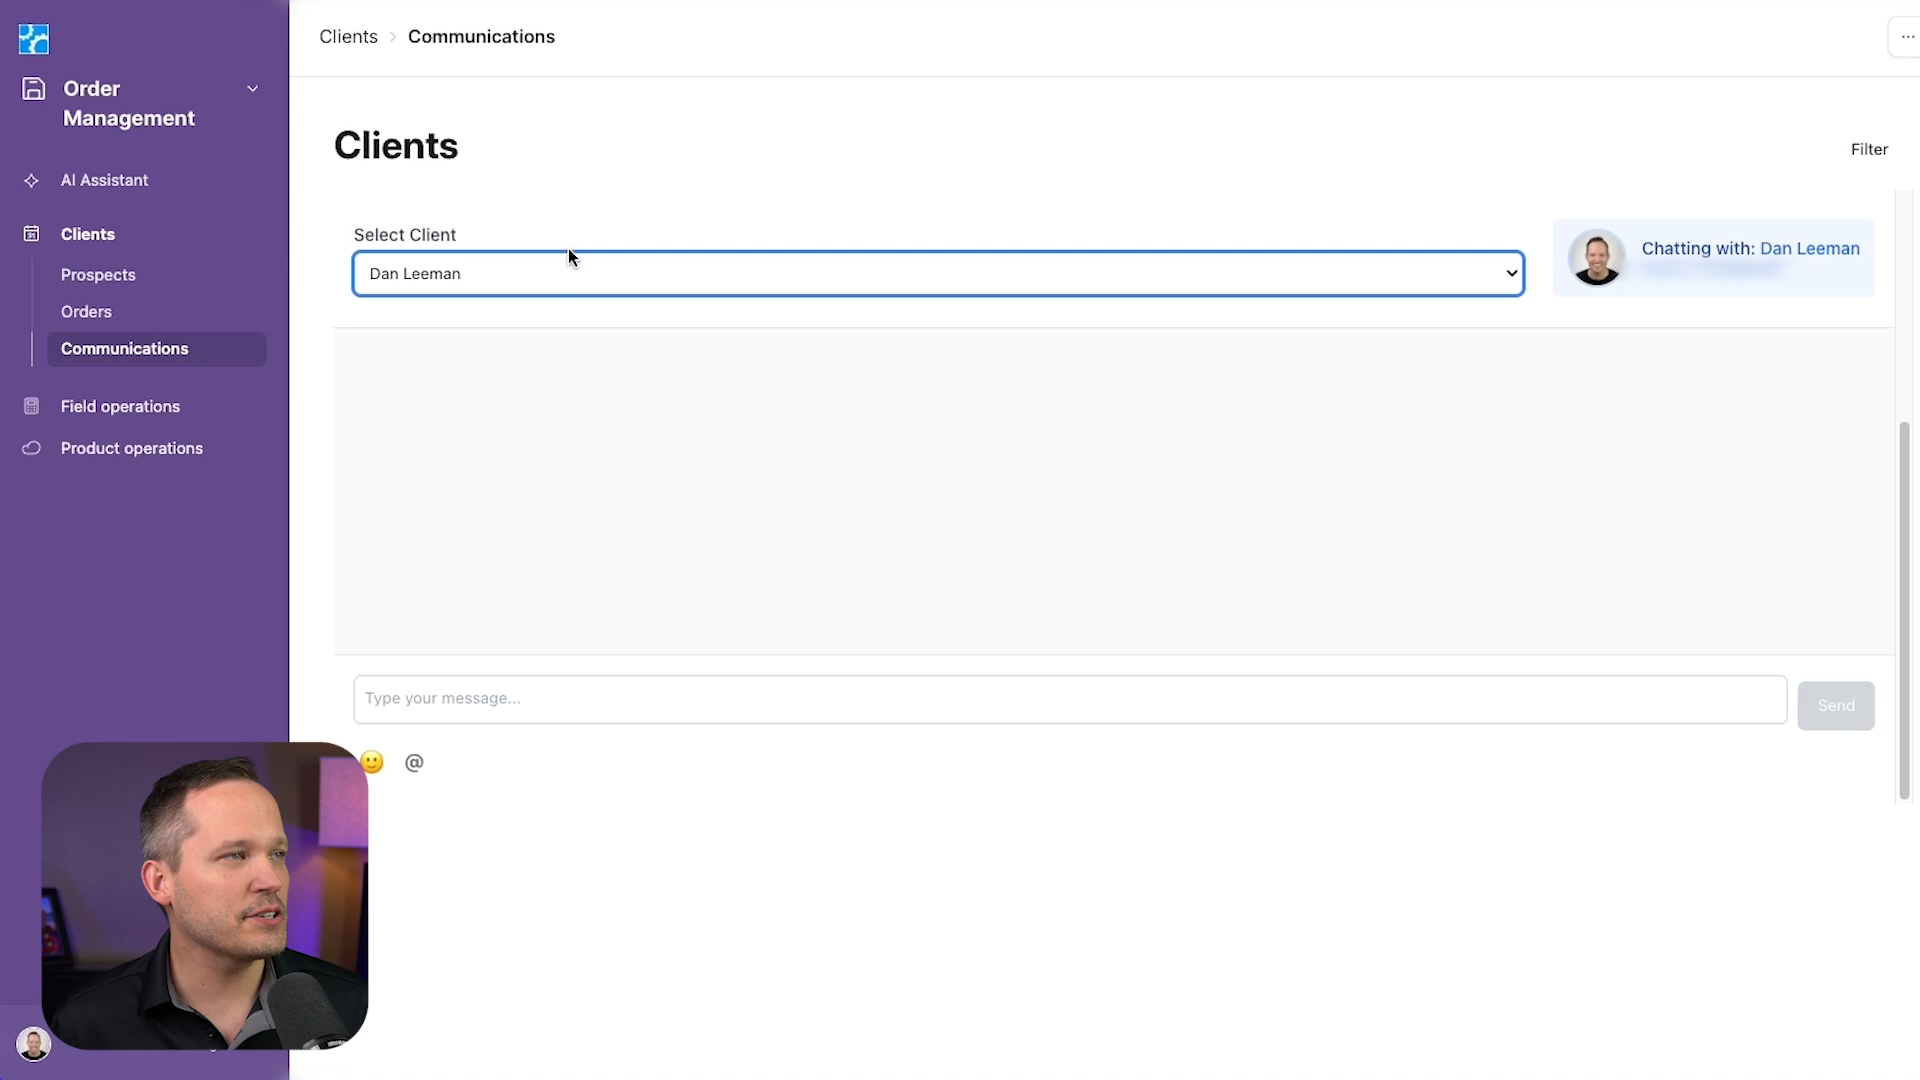 Clients > Communications
...
Order
Management
Clients
Filter
AI Assistant
Select Client
Clients
Dan Leeman
Chatting with: Dan Leeman
Prospects
Orders
Communications
Field operations
Product operations
Type your message...
Send
@